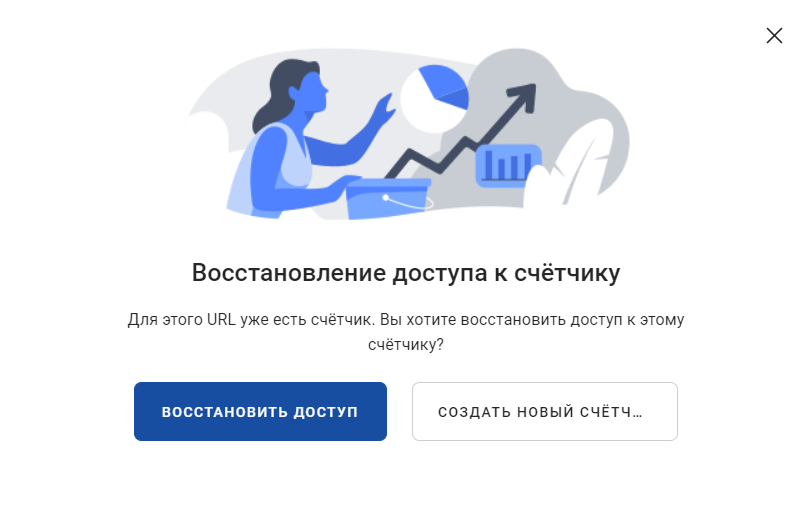 Восстановление доступа к счётчику
Для этого URL уже есть счётчик. Вы хотите восстановить доступ к этому
счётчику?
ВОССТАНОВИТЬ ДОСТУП
СОЗДАТЬ НОВЫЙ СЧЁТЧ…